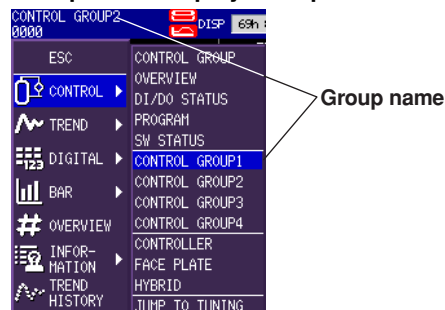 CONTROL GROUP2
0000
DISP 69h
ESC
CONTROL
TREND
DIGITAL
BAR
OVERVIEW
INFOR-
MATION
TREND
HISTORY
CONTROL GROUP
OVERVIEW
DI/DO STATUS
PROGRAM
SW STATUS
CONTROL GROUP1
CONTROL GROUP2
CONTROL GROUP3
CONTROL GROUP4
CONTROLLER
FACE PLATE
HYBRID
JUMP TO TUNING
Group name
123